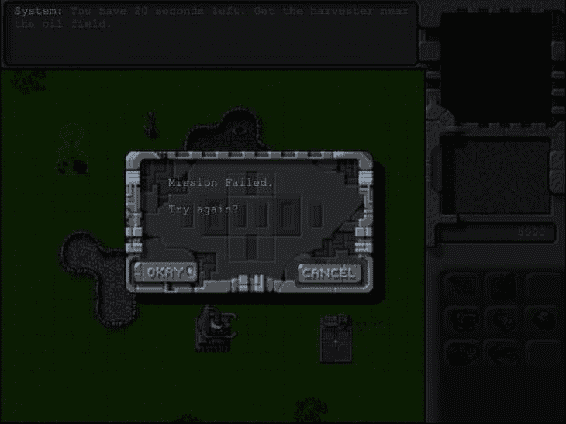 System: You have 20 seconds left. Get the harvester near
the oil field.
Mission Failed.
Try again?
OKAY
CANCEL